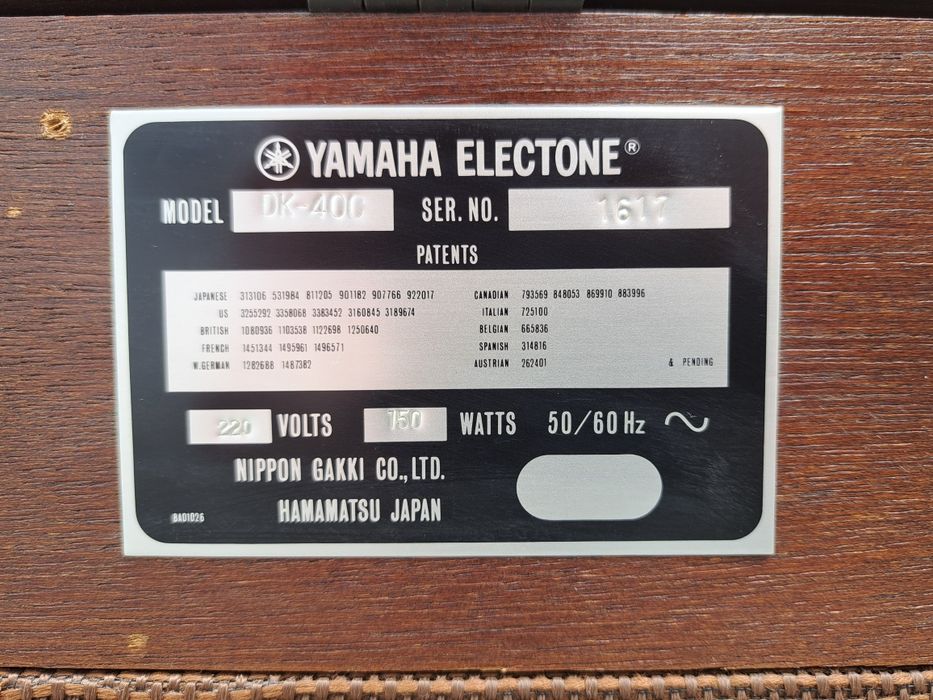 YAMAHA ELECTONE®
MODEL DK-40C SER. NO. 1617
PATENTS
JAPANESE 313106 531984 811205 901182 907766 922017
US 3255292 3358068 3383452 3160845 3189674
BRITISH 1080936 1103538 1122698 1250640
FRENCH 1451344 1495961 1496571
W.GERMAN 1282688 1487382
CANADIAN 793569 848053 869910 883996
ITALIAN 725100
BELGIAN 665836
SPANISH 314816
AUSTRIAN 262401 & PENDING
220 VOLTS 150 WATTS 50/60 Hz ~
NIPPON GAKKI CO.,LTD.
HAMAMATSU JAPAN
BA01026